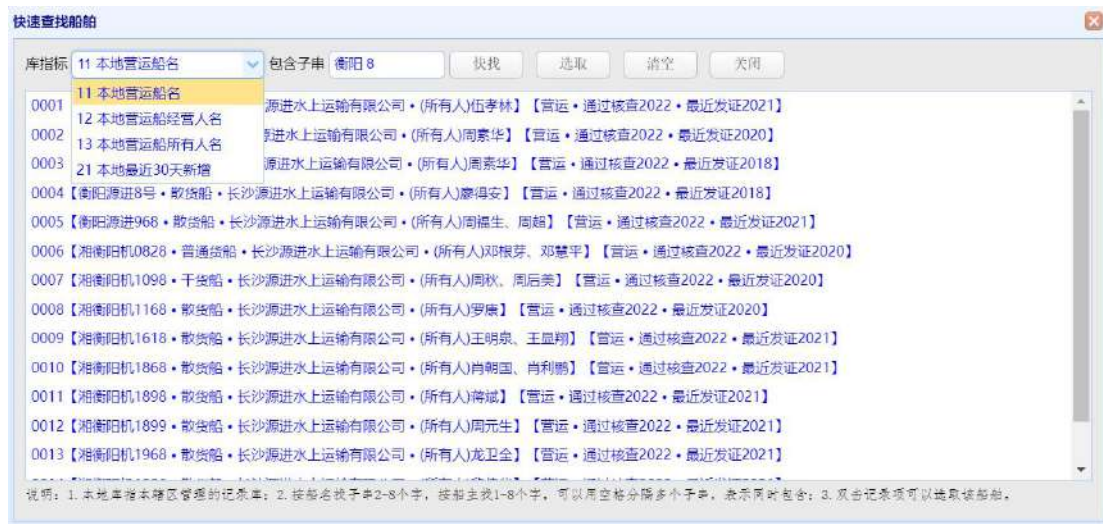 快速查找船舶
库指标 11 本地营运船名 包含子串 衡阳 8 快找 选取 清空 关闭
11 本地营运船名
12 本地营运船经营人名
13 本地营运船所有人名
21 本地最近30天新增
0001 源进水上运输有限公司•(所有人)伍孝林】【营运•通过核查2022•最近发证2021】
0002 进水上运输有限公司•(所有人)周素华】【营运•通过核查2022•最近发证2020】
0003 源进水上运输有限公司•(所有人)周素华】【营运•通过核查2022•最近发证2018】
0004【衡阳源进8号•散货船•长沙源进水上运输有限公司•(所有人)廖得安】【营运•通过核查2022•最近发证2018】
0005【衡阳源进968•散货船•长沙源进水上运输有限公司•(所有人)周福生、周超】【营运•通过核查2022•最近发证2021】
0006【湘衡阳机0828•普通货船•长沙源进水上运输有限公司•(所有人)邓根芽、邓慧平】【营运•通过核查2022•最近发证2020】
0007【湘衡阳机1098•干货船•长沙源进水上运输有限公司•(所有人)周秋、周后美】【营运•通过核查2022•最近发证2020】
0008【湘衡阳机1168•散货船•长沙源进水上运输有限公司•(所有人)罗康】【营运•通过核查2022•最近发证2020】
0009【湘衡阳机1618•散货船•长沙源进水上运输有限公司•(所有人)王明泉、王显翔】【营运•通过核查2022•最近发证2021】
0010【湘衡阳机1868•散货船•长沙源进水上运输有限公司•(所有人)肖朝国、肖利鹏】【营运•通过核查2022•最近发证2021】
0011【湘衡阳机1898•散货船•长沙源进水上运输有限公司•(所有人)蒋斌】【营运•通过核查2022•最近发证2021】
0012【湘衡阳机1899•散货船•长沙源进水上运输有限公司•(所有人)周元生】【营运•通过核查2022•最近发证2021】
0013【湘衡阳机1968•散货船•长沙源进水上运输有限公司•(所有人)龙卫全】【营运•通过核查2022•最近发证2021】
说明：1.本地库指本辖区管理的记录库；2.按船名找子串2-8个字，按船主找1-8个字，可以用空格分隔多个子串，表示同时包含；3.双击记录项可以选取该船舶。